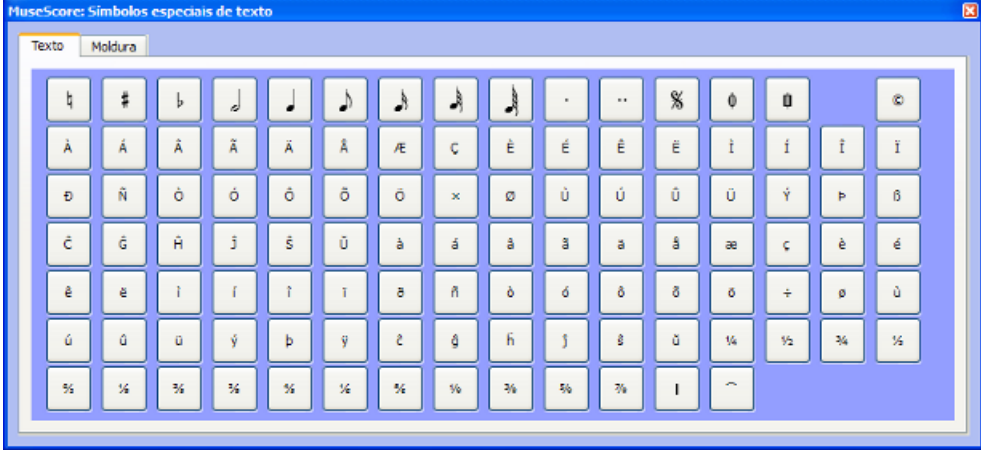 MuseScore: Símbolos especiais de texto
Texto Moldura
♮ ♯ ♭ · ·· ©
À Á Â Ã Ä Å Æ Ç È É Ê Ë Ì Í Î Ï
Ð Ñ Ò Ó Ô Õ Ö × Ø Ù Ú Û Ü Ý Þ ß
Ĉ Ĝ Ĥ Ĵ Ŝ Ŭ à á â ã ä å æ ç è é
ê ë ì í î ï ð ñ ò ó ô õ ö ÷ ø ù
ú û ü ý þ ÿ ĉ ĝ ĥ ĵ ŝ ŭ ¼ ½ ¾